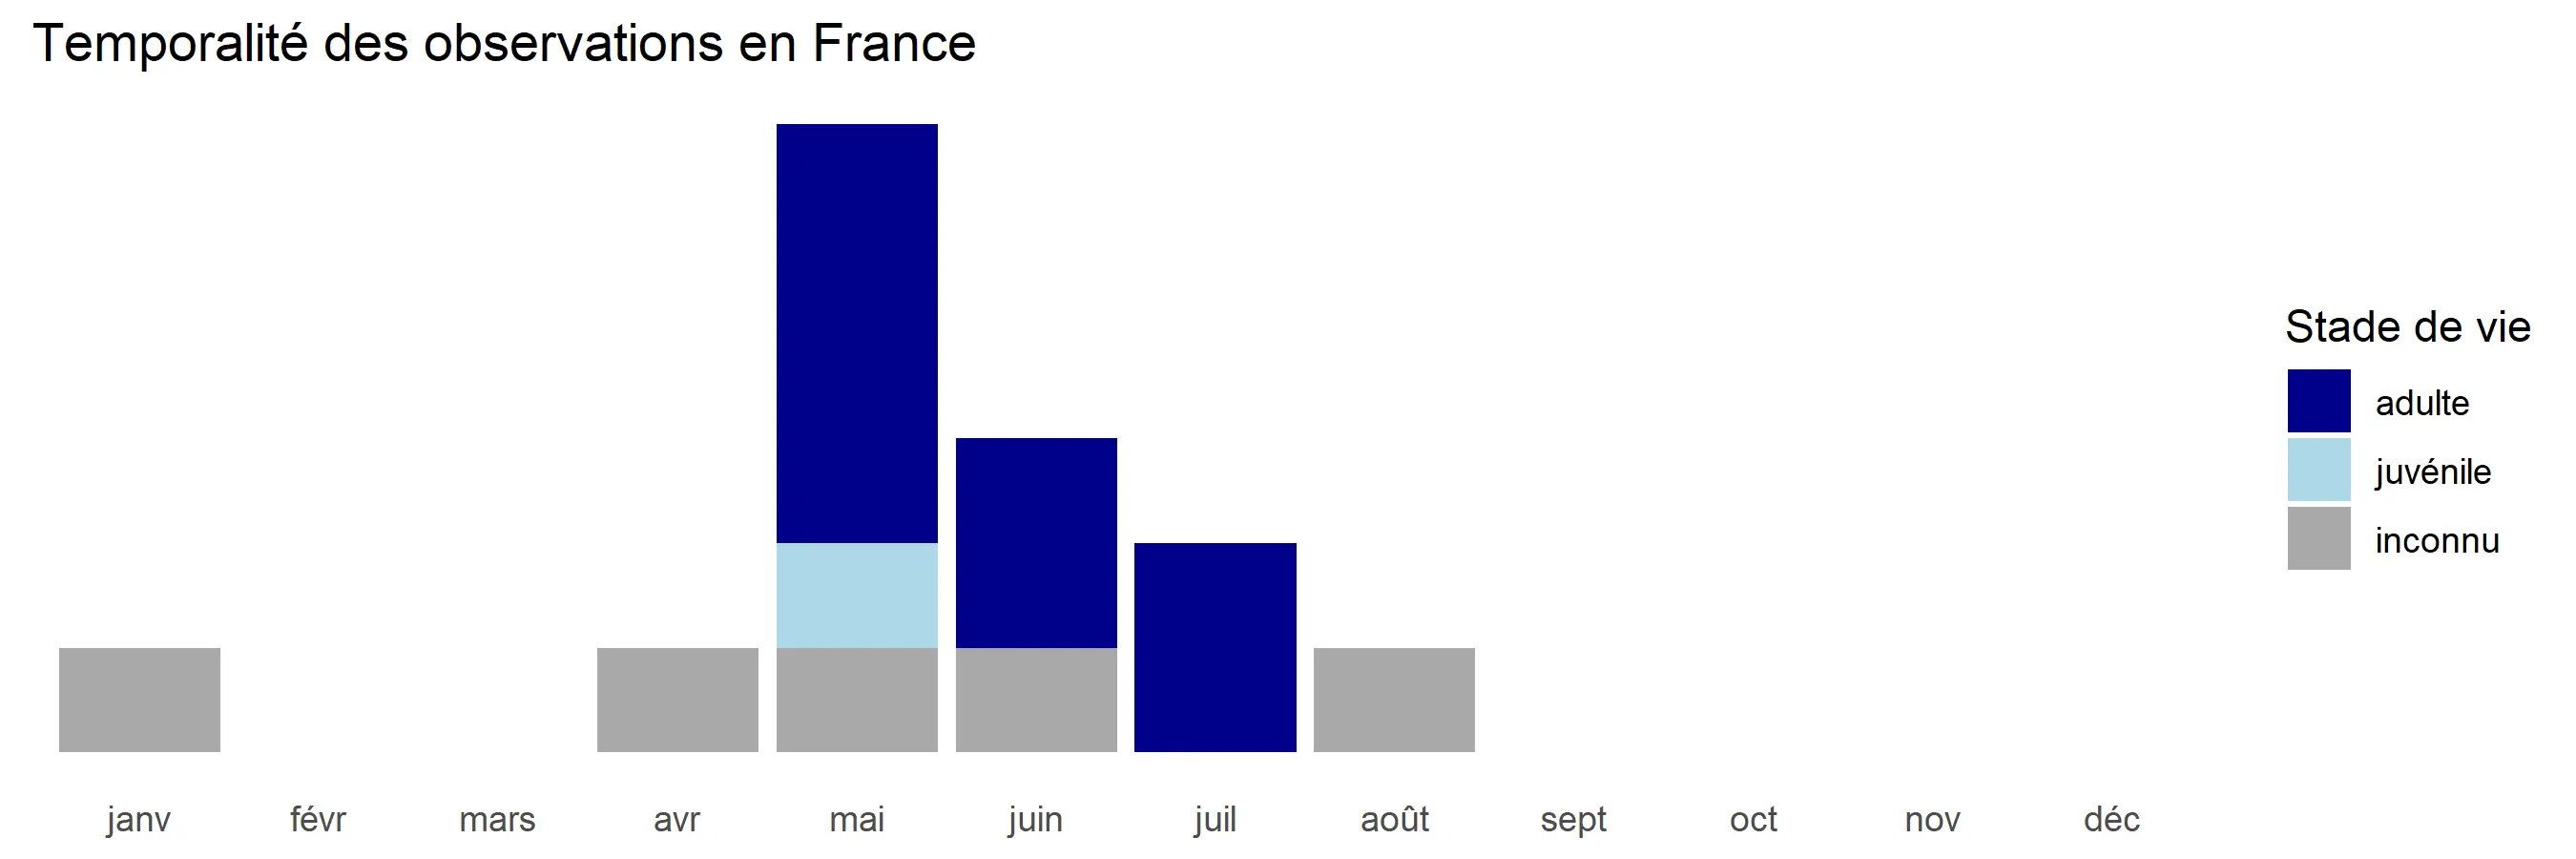 Temporalité des observations en France
Stade de vie
adulte
juvénile
inconnu
janv févr mars avr mai juin juil août sept oct nov déc